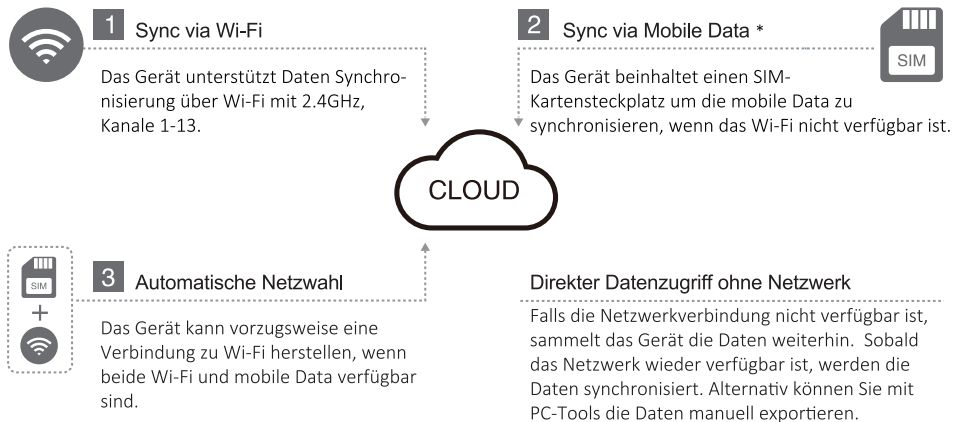 1 Sync via Wi-Fi
Das Gerät unterstützt Daten Synchro-
nisierung über Wi-Fi mit 2.4GHz,
Kanale 1-13.
2 Sync via Mobile Data *
SIM
Das Gerät beinhaltet einen SIM-
Kartensteckplatz um die mobile Data zu
synchronisieren, wenn das Wi-Fi nicht verfügbar ist.
CLOUD
SIM
+
3 Automatische Netzwahl
Das Gerät kann vorzugsweise eine
Verbindung zu Wi-Fi herstellen, wenn
beide Wi-Fi und mobile Data verfügbar
sind.
Direkter Datenzugriff ohne Netzwerk
Falls die Netzwerkverbindung nicht verfügbar ist,
sammelt das Gerät die Daten weiterhin. Sobald
das Netzwerk wieder verfügbar ist, werden die
Daten synchronisiert. Alternativ können Sie mit
PC-Tools die Daten manuell exportieren.